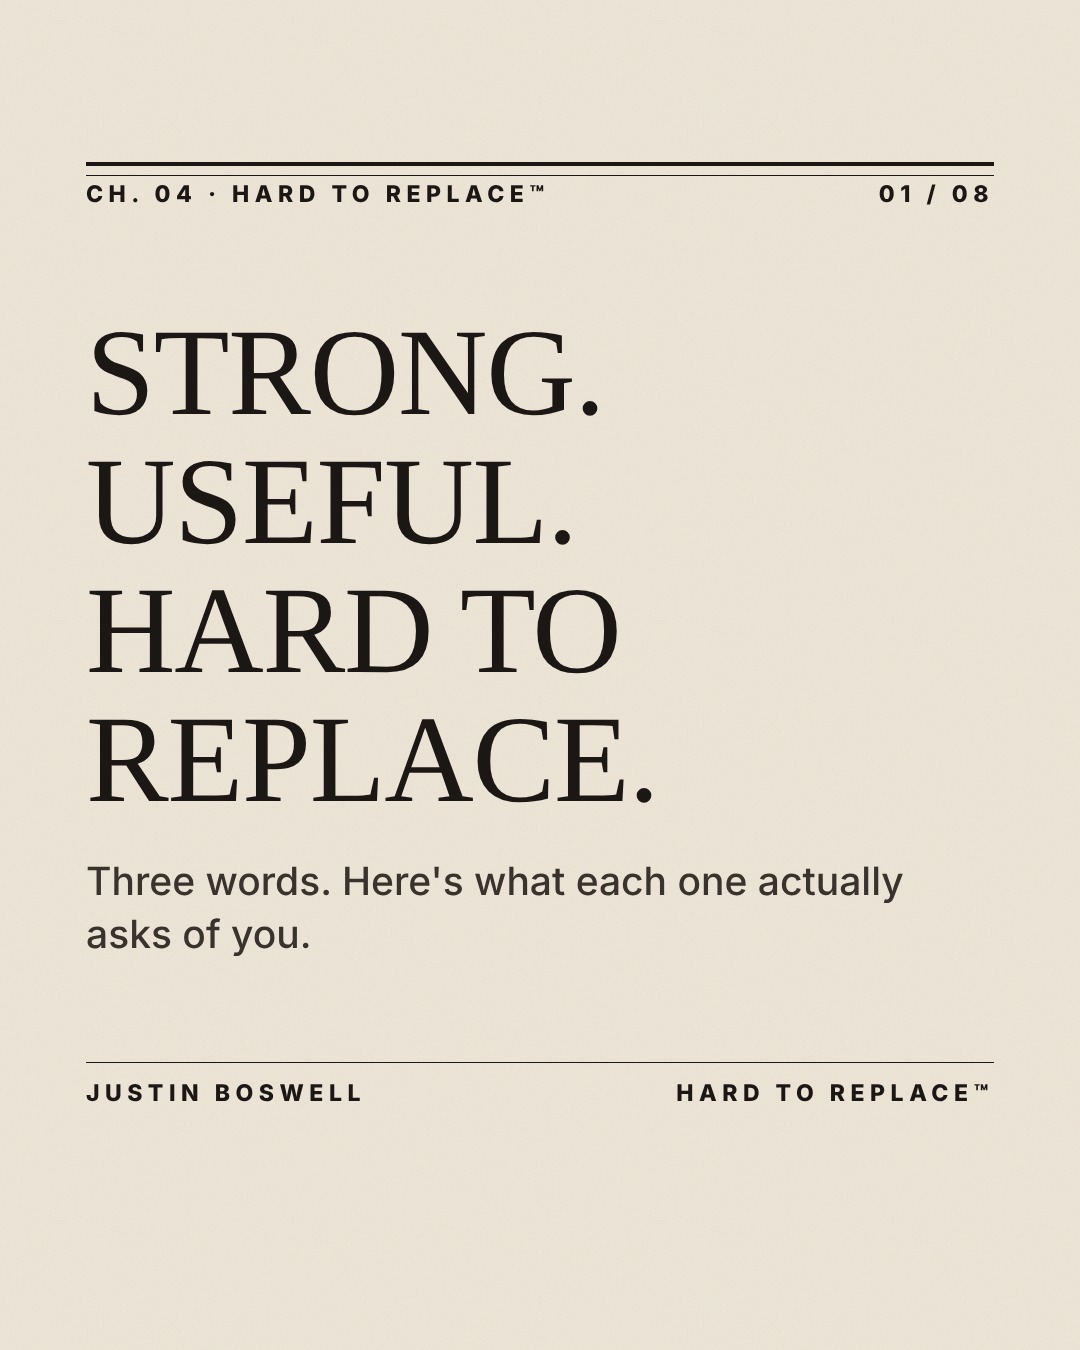 CH. 04 · HARD TO REPLACE™
01 / 08
STRONG.
USEFUL.
HARD TO
REPLACE.
Three words. Here's what each one actually
asks of you.
JUSTIN BOSWELL
HARD TO REPLACE™